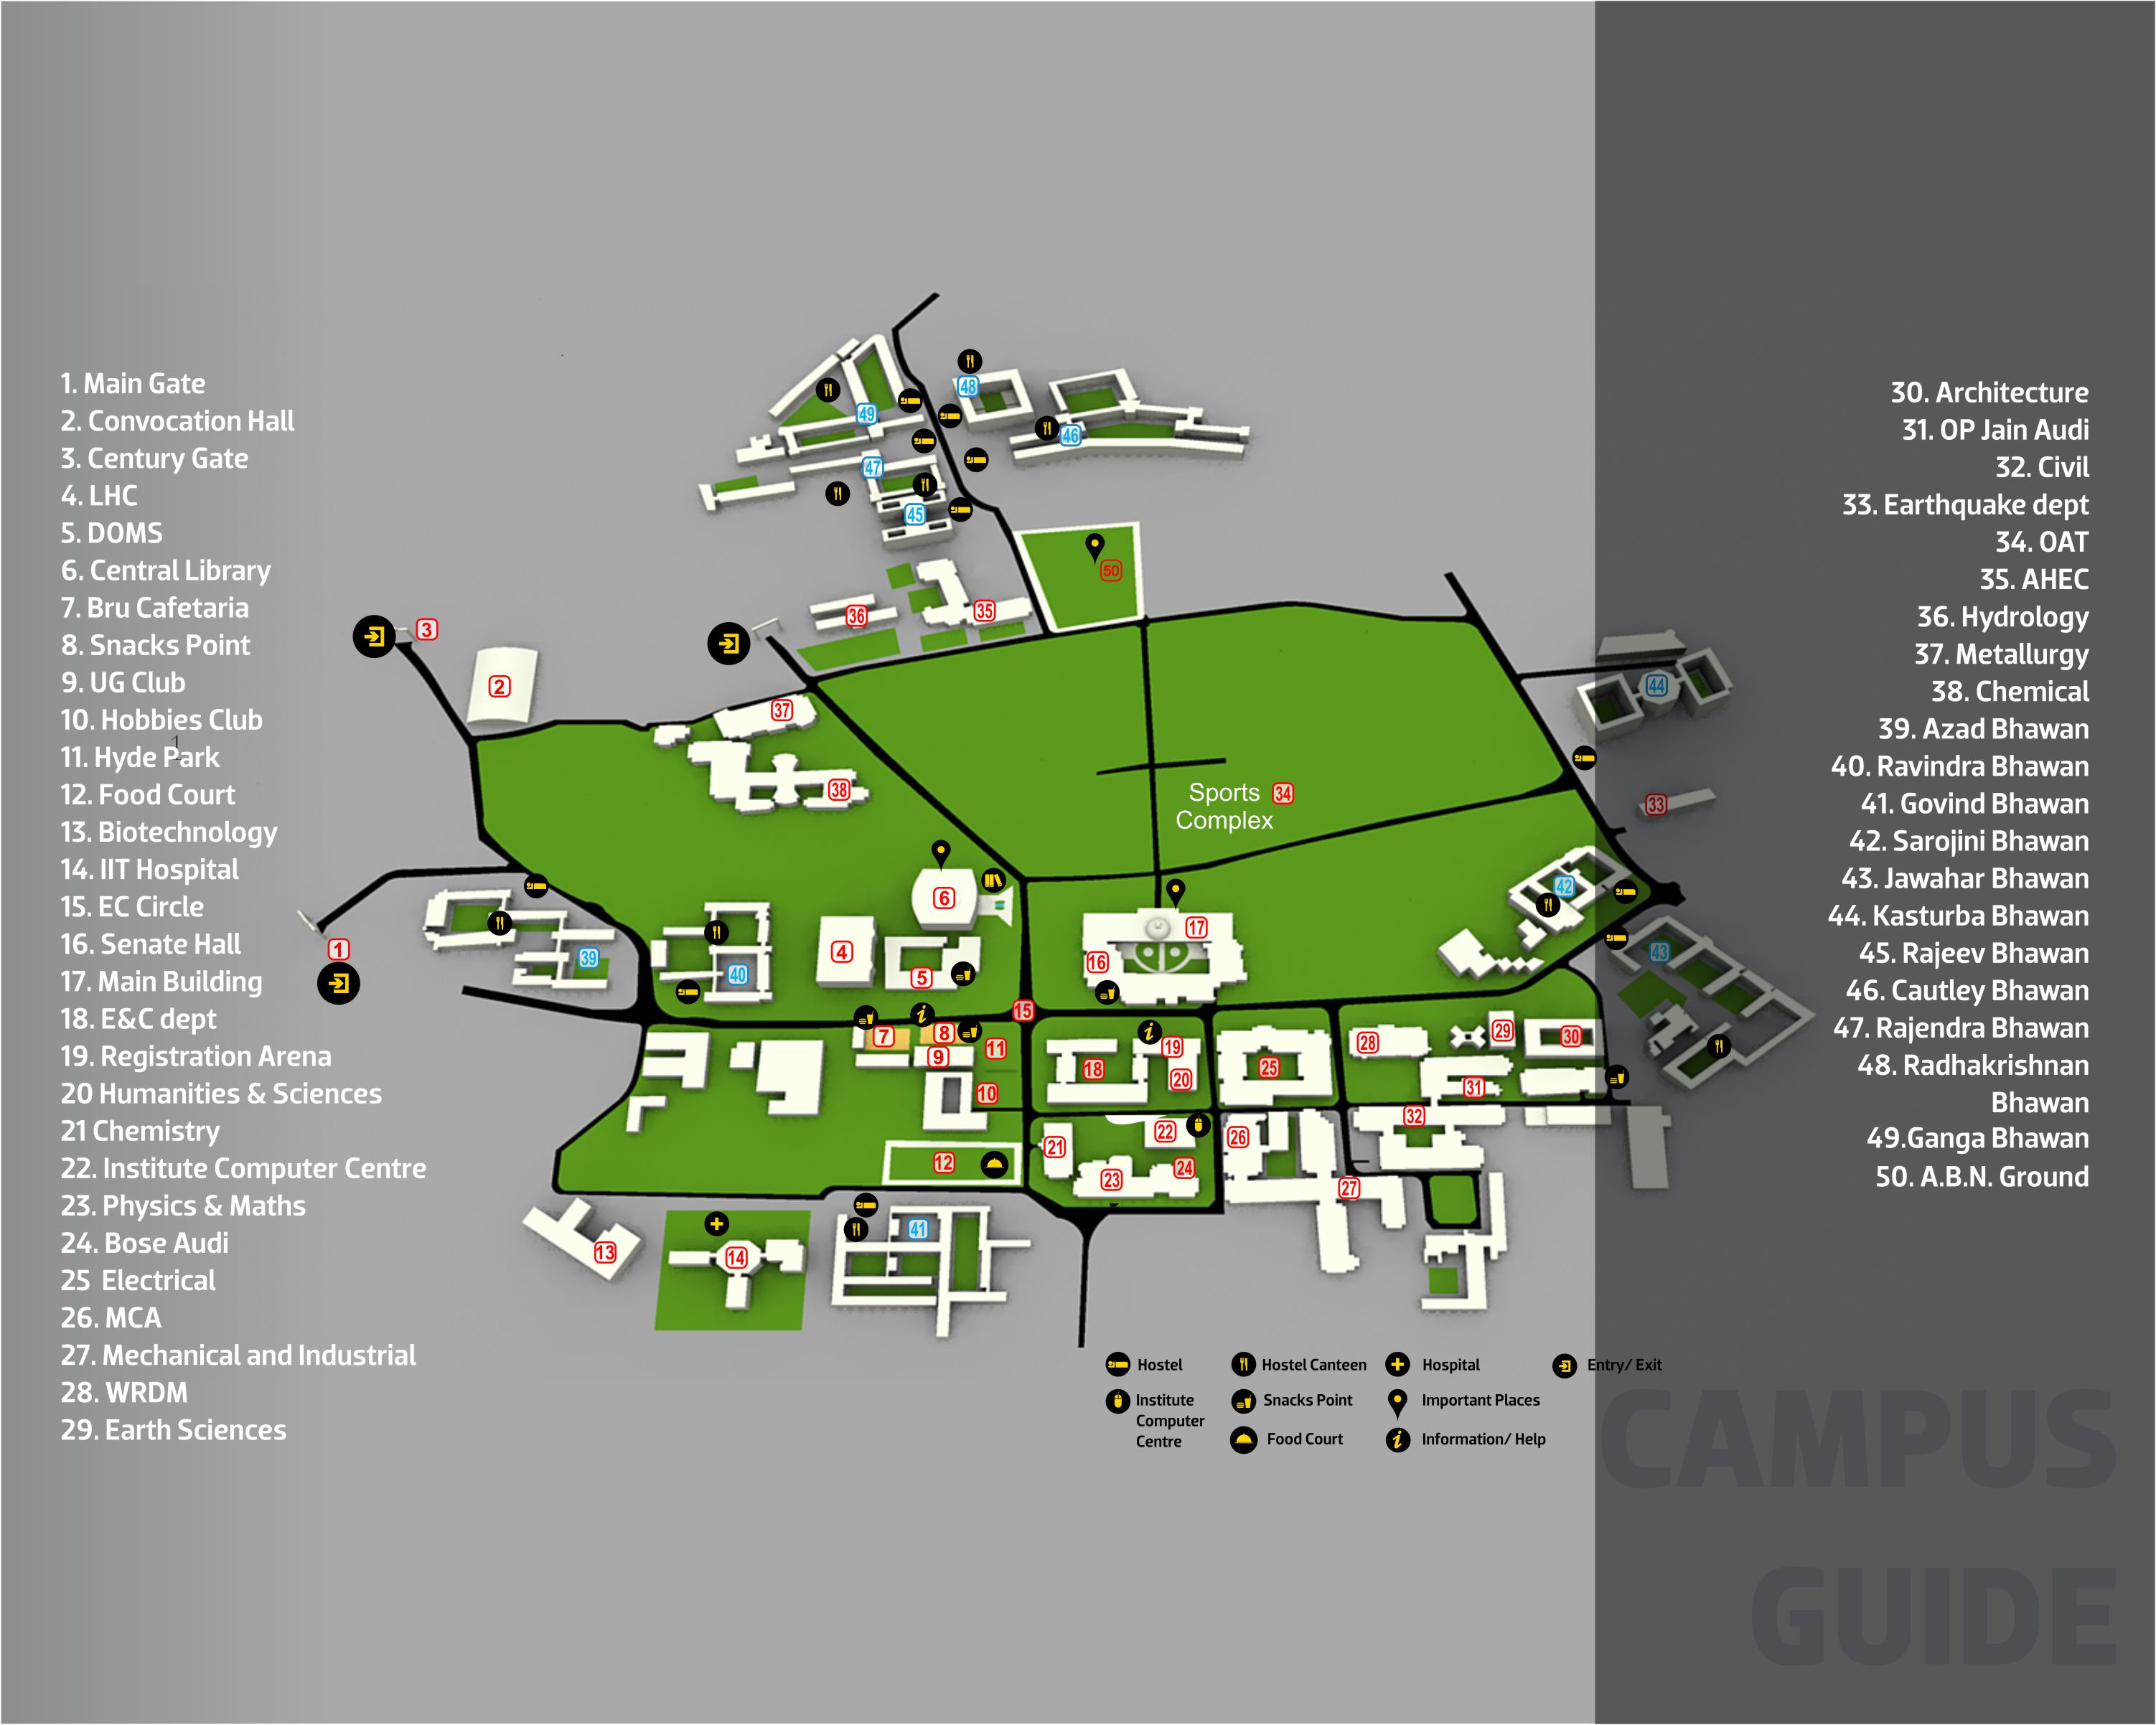 1. Main Gate
2. Convocation Hall
3. Century Gate
4. LHC
5. DOMS
6. Central Library
7. Bru Cafetaria
8. Snacks Point
9. UG Club
10. Hobbies Club
1
11. Hyde Park
12. Food Court
13. Biotechnology
14. IIT Hospital
15. EC Circle
16. Senate Hall
17. Main Building
18. E&C dept
19. Registration Arena
20 Humanities & Sciences
21 Chemistry
22. Institute Computer Centre
23. Physics & Maths
24. Bose Audi
25 Electrical
26. MCA
27. Mechanical and Industrial
28. WRDM
29. Earth Sciences
48
49
46
47
45
50
36
35
3
2
37
38
Sports 34
Complex
44
33
6
42
1
39
40
4
5
17
16
43
15
7
8
9
11
10
18
19
20
25
28
29
30
31
32
12
21
22
23
24
26
27
13
14
41
Hostel
Hostel Canteen
Hospital
Entry/ Exit
Institute
Computer
Centre
Snacks Point
Important Places
Food Court
Information/ Help
30. Architecture
31. OP Jain Audi
32. Civil
33. Earthquake dept
34. OAT
35. AHEC
36. Hydrology
37. Metallurgy
38. Chemical
39. Azad Bhawan
40. Ravindra Bhawan
41. Govind Bhawan
42. Sarojini Bhawan
43. Jawahar Bhawan
44. Kasturba Bhawan
45. Rajeev Bhawan
46. Cautley Bhawan
47. Rajendra Bhawan
48. Radhakrishnan
Bhawan
49.Ganga Bhawan
50. A.B.N. Ground
CAMPUS
GUIDE